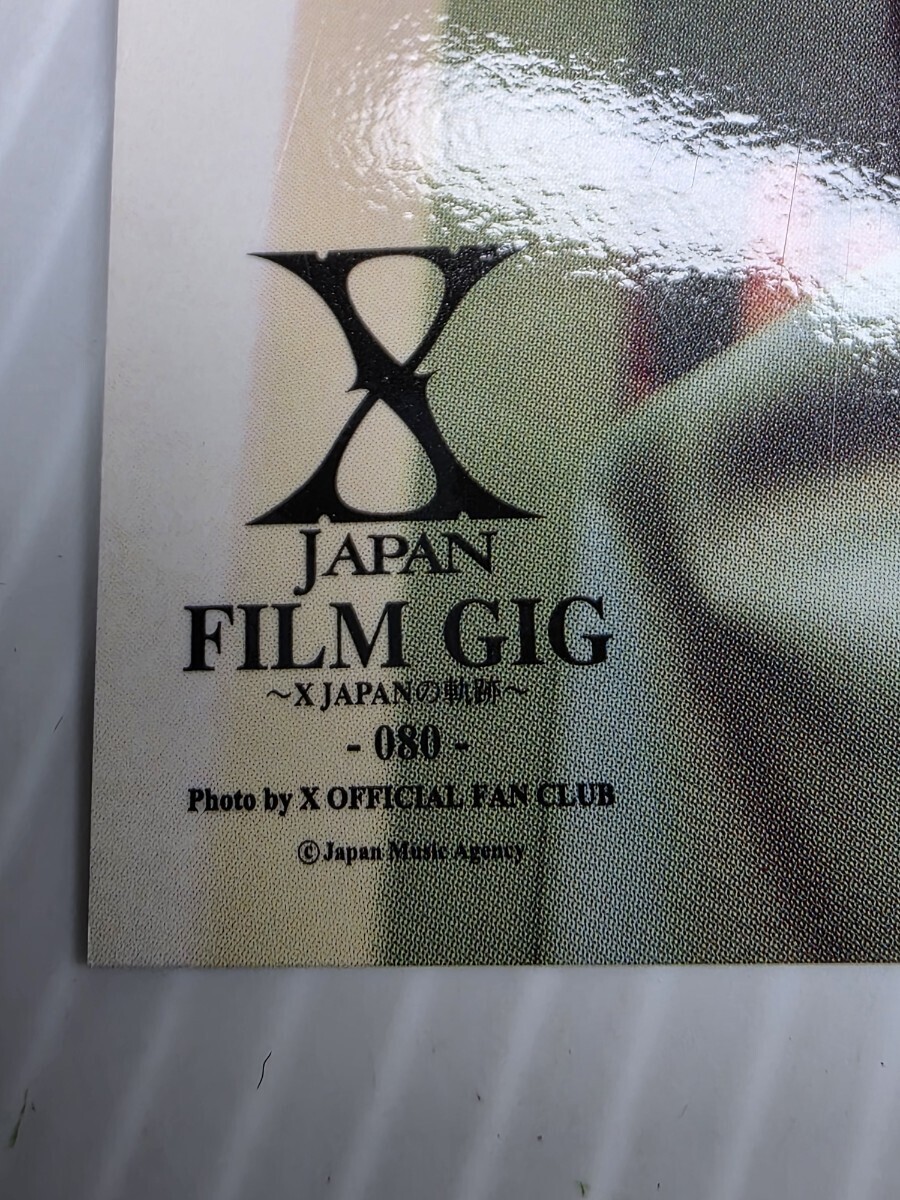 X
JAPAN
FILM GIG
～X JAPANの軌跡～
- 080 -
Photo by X OFFICIAL FAN CLUB
©Japan Music Agency